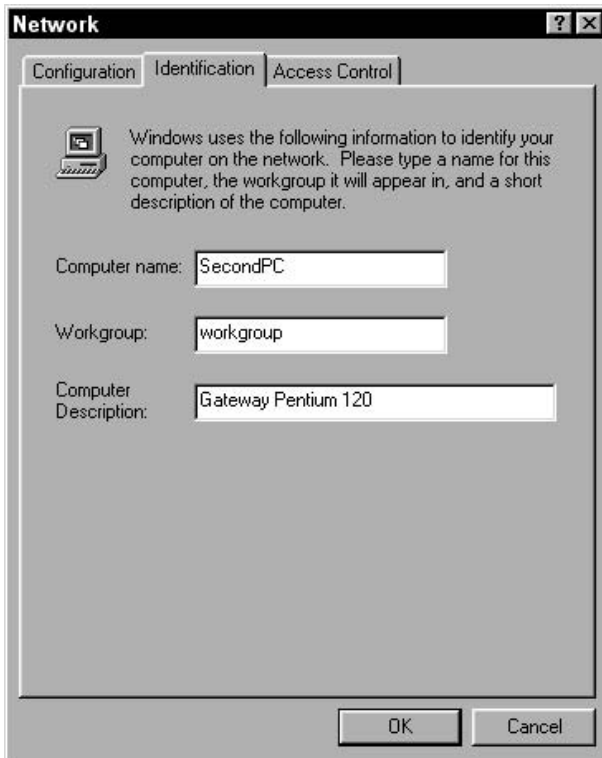 Network
Configuration Identification Access Control
Windows uses the following information to identify your
computer on the network.  Please type a name for this
computer, the workgroup it will appear in, and a short
description of the computer.
Computer name: SecondPC
Workgroup: workgroup
Computer
Description: Gateway Pentium 120
OK Cancel